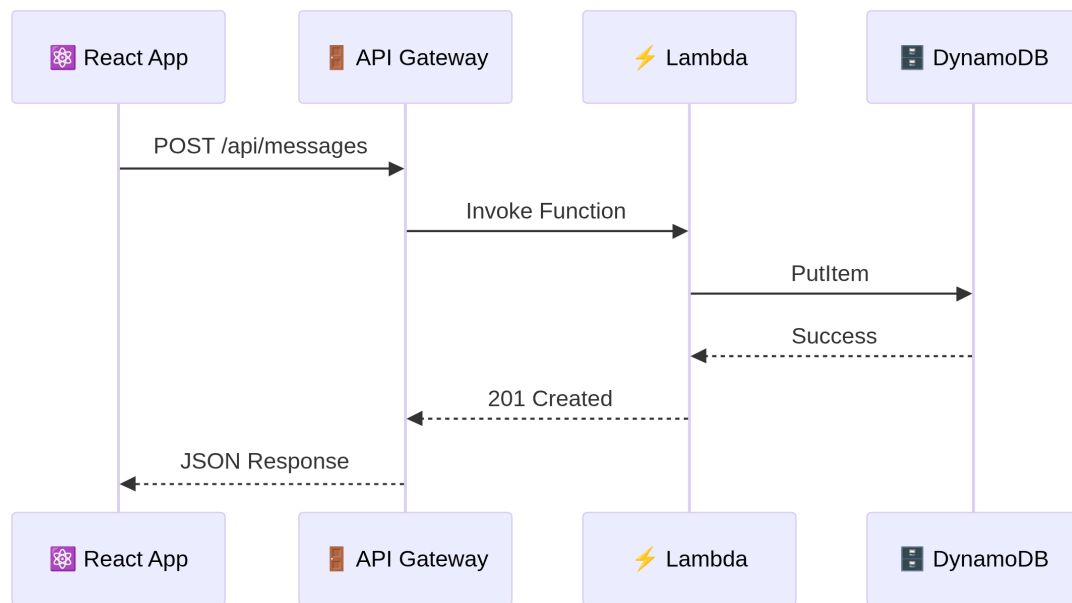 ⚛️ React App
🚪 API Gateway
⚡ Lambda
🗄️ DynamoDB
POST /api/messages
Invoke Function
PutItem
Success
201 Created
JSON Response
⚛️ React App
🚪 API Gateway
⚡ Lambda
🗄️ DynamoDB